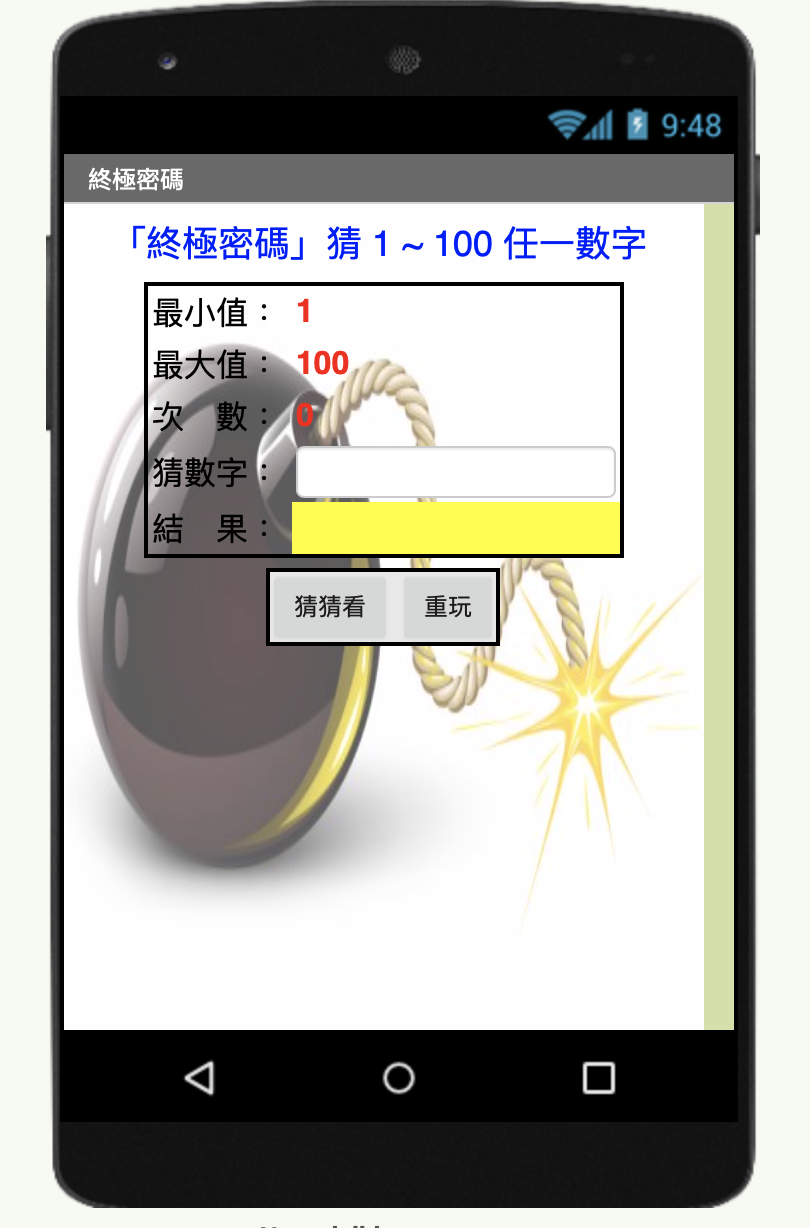 9:48
終極密碼
「終極密碼」猜 1 ~ 100 任一數字
最小值： 1
最大值： 100
次　數： 0
猜數字：
結　果：
猜猜看 重玩